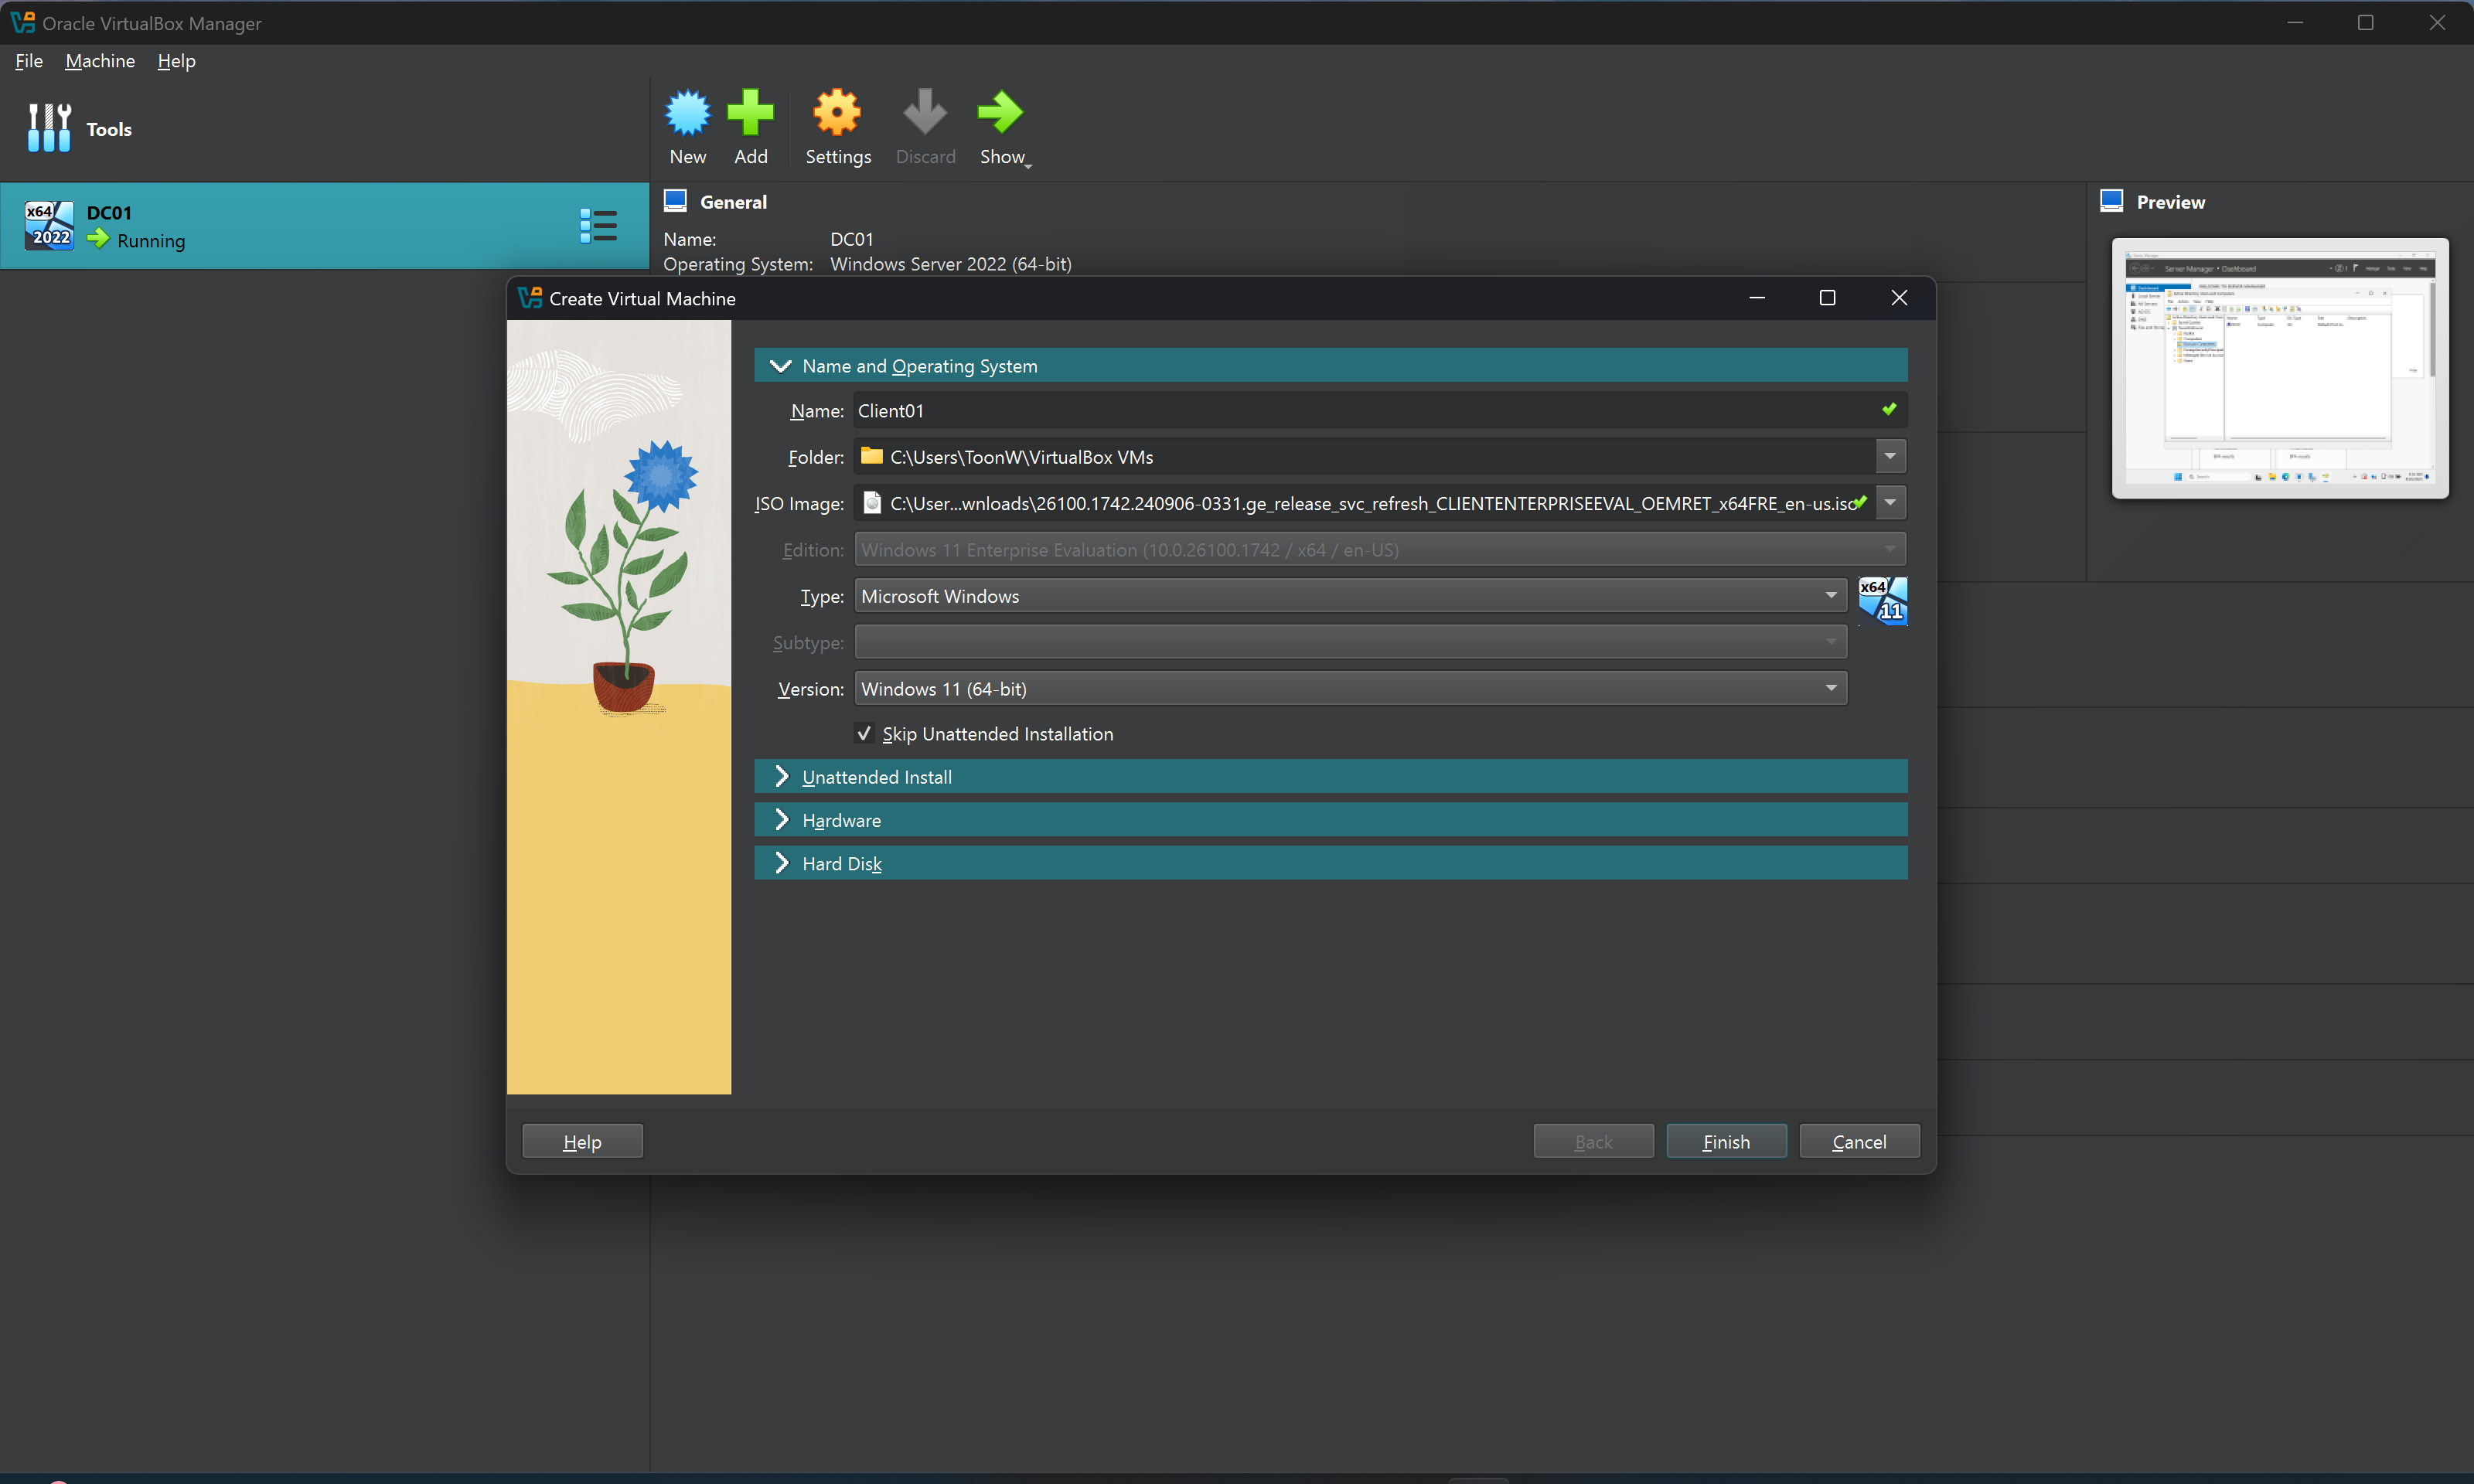 Oracle VirtualBox Manager
File Machine Help
Tools
New Add Settings Discard Show
x64 2022 DC01
Running
General
Name: DC01
Operating System: Windows Server 2022 (64-bit)
Preview
Server Manager • Dashboard
Create Virtual Machine
Name and Operating System
Name: Client01
Folder: C:\Users\ToonW\VirtualBox VMs
ISO Image: C:\User...wnloads\26100.1742.240906-0331.ge_release_svc_refresh_CLIENTENTERPRISEEVAL_OEMRET_x64FRE_en-us.iso
Edition: Windows 11 Enterprise Evaluation (10.0.26100.1742 / x64 / en-US)
Type: Microsoft Windows
x64 11
Subtype:
Version: Windows 11 (64-bit)
Skip Unattended Installation
Unattended Install
Hardware
Hard Disk
Help Back Finish Cancel